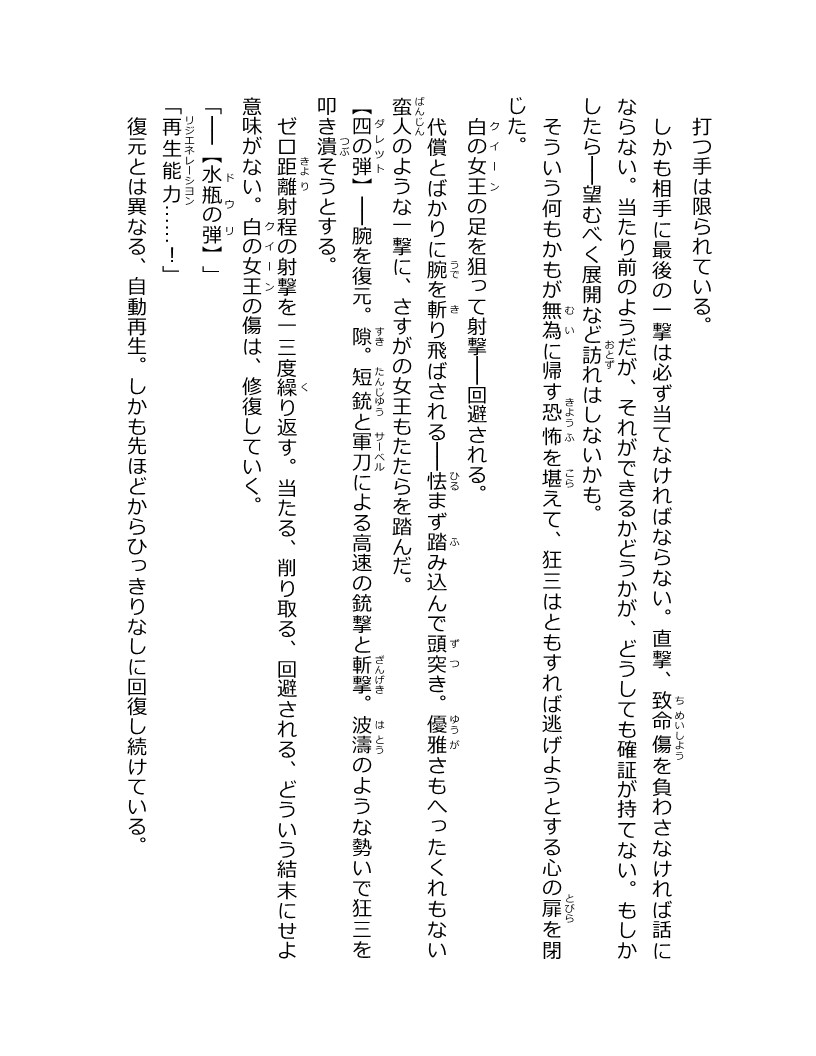 打つ手は限られている。
しかも相手に最後の一撃は必ず当てなければならない。直撃、致命傷を負わさなければ話に
ならない。当たり前のようだが、それができるかどうかが、どうしても確証が持てない。もしか
したら――望むべく展開など訪れはしないかも。
そういう何もかもが無為に帰す恐怖を堪えて、狂三はともすれば逃げようとする心の扉を閉
じた。
白の女王の足を狙って射撃――回避される。
代償とばかりに腕を斬り飛ばされる――怯まず踏み込んで頭突き。優雅さもへったくれもない
蛮人のような一撃に、さすがの女王もたたらを踏んだ。
【四の弾】――腕を復元。隙。短銃と軍刀による高速の銃撃と斬撃。波濤のような勢いで狂三を
叩き潰そうとする。
ゼロ距離射程の射撃を一三度繰り返す。当たる、削り取る、回避される、どういう結末にせよ
意味がない。白の女王の傷は、修復していく。
「――【水瓶の弾】」
「再生能力……！」
復元とは異なる、自動再生。しかも先ほどからひっきりなしに回復し続けている。